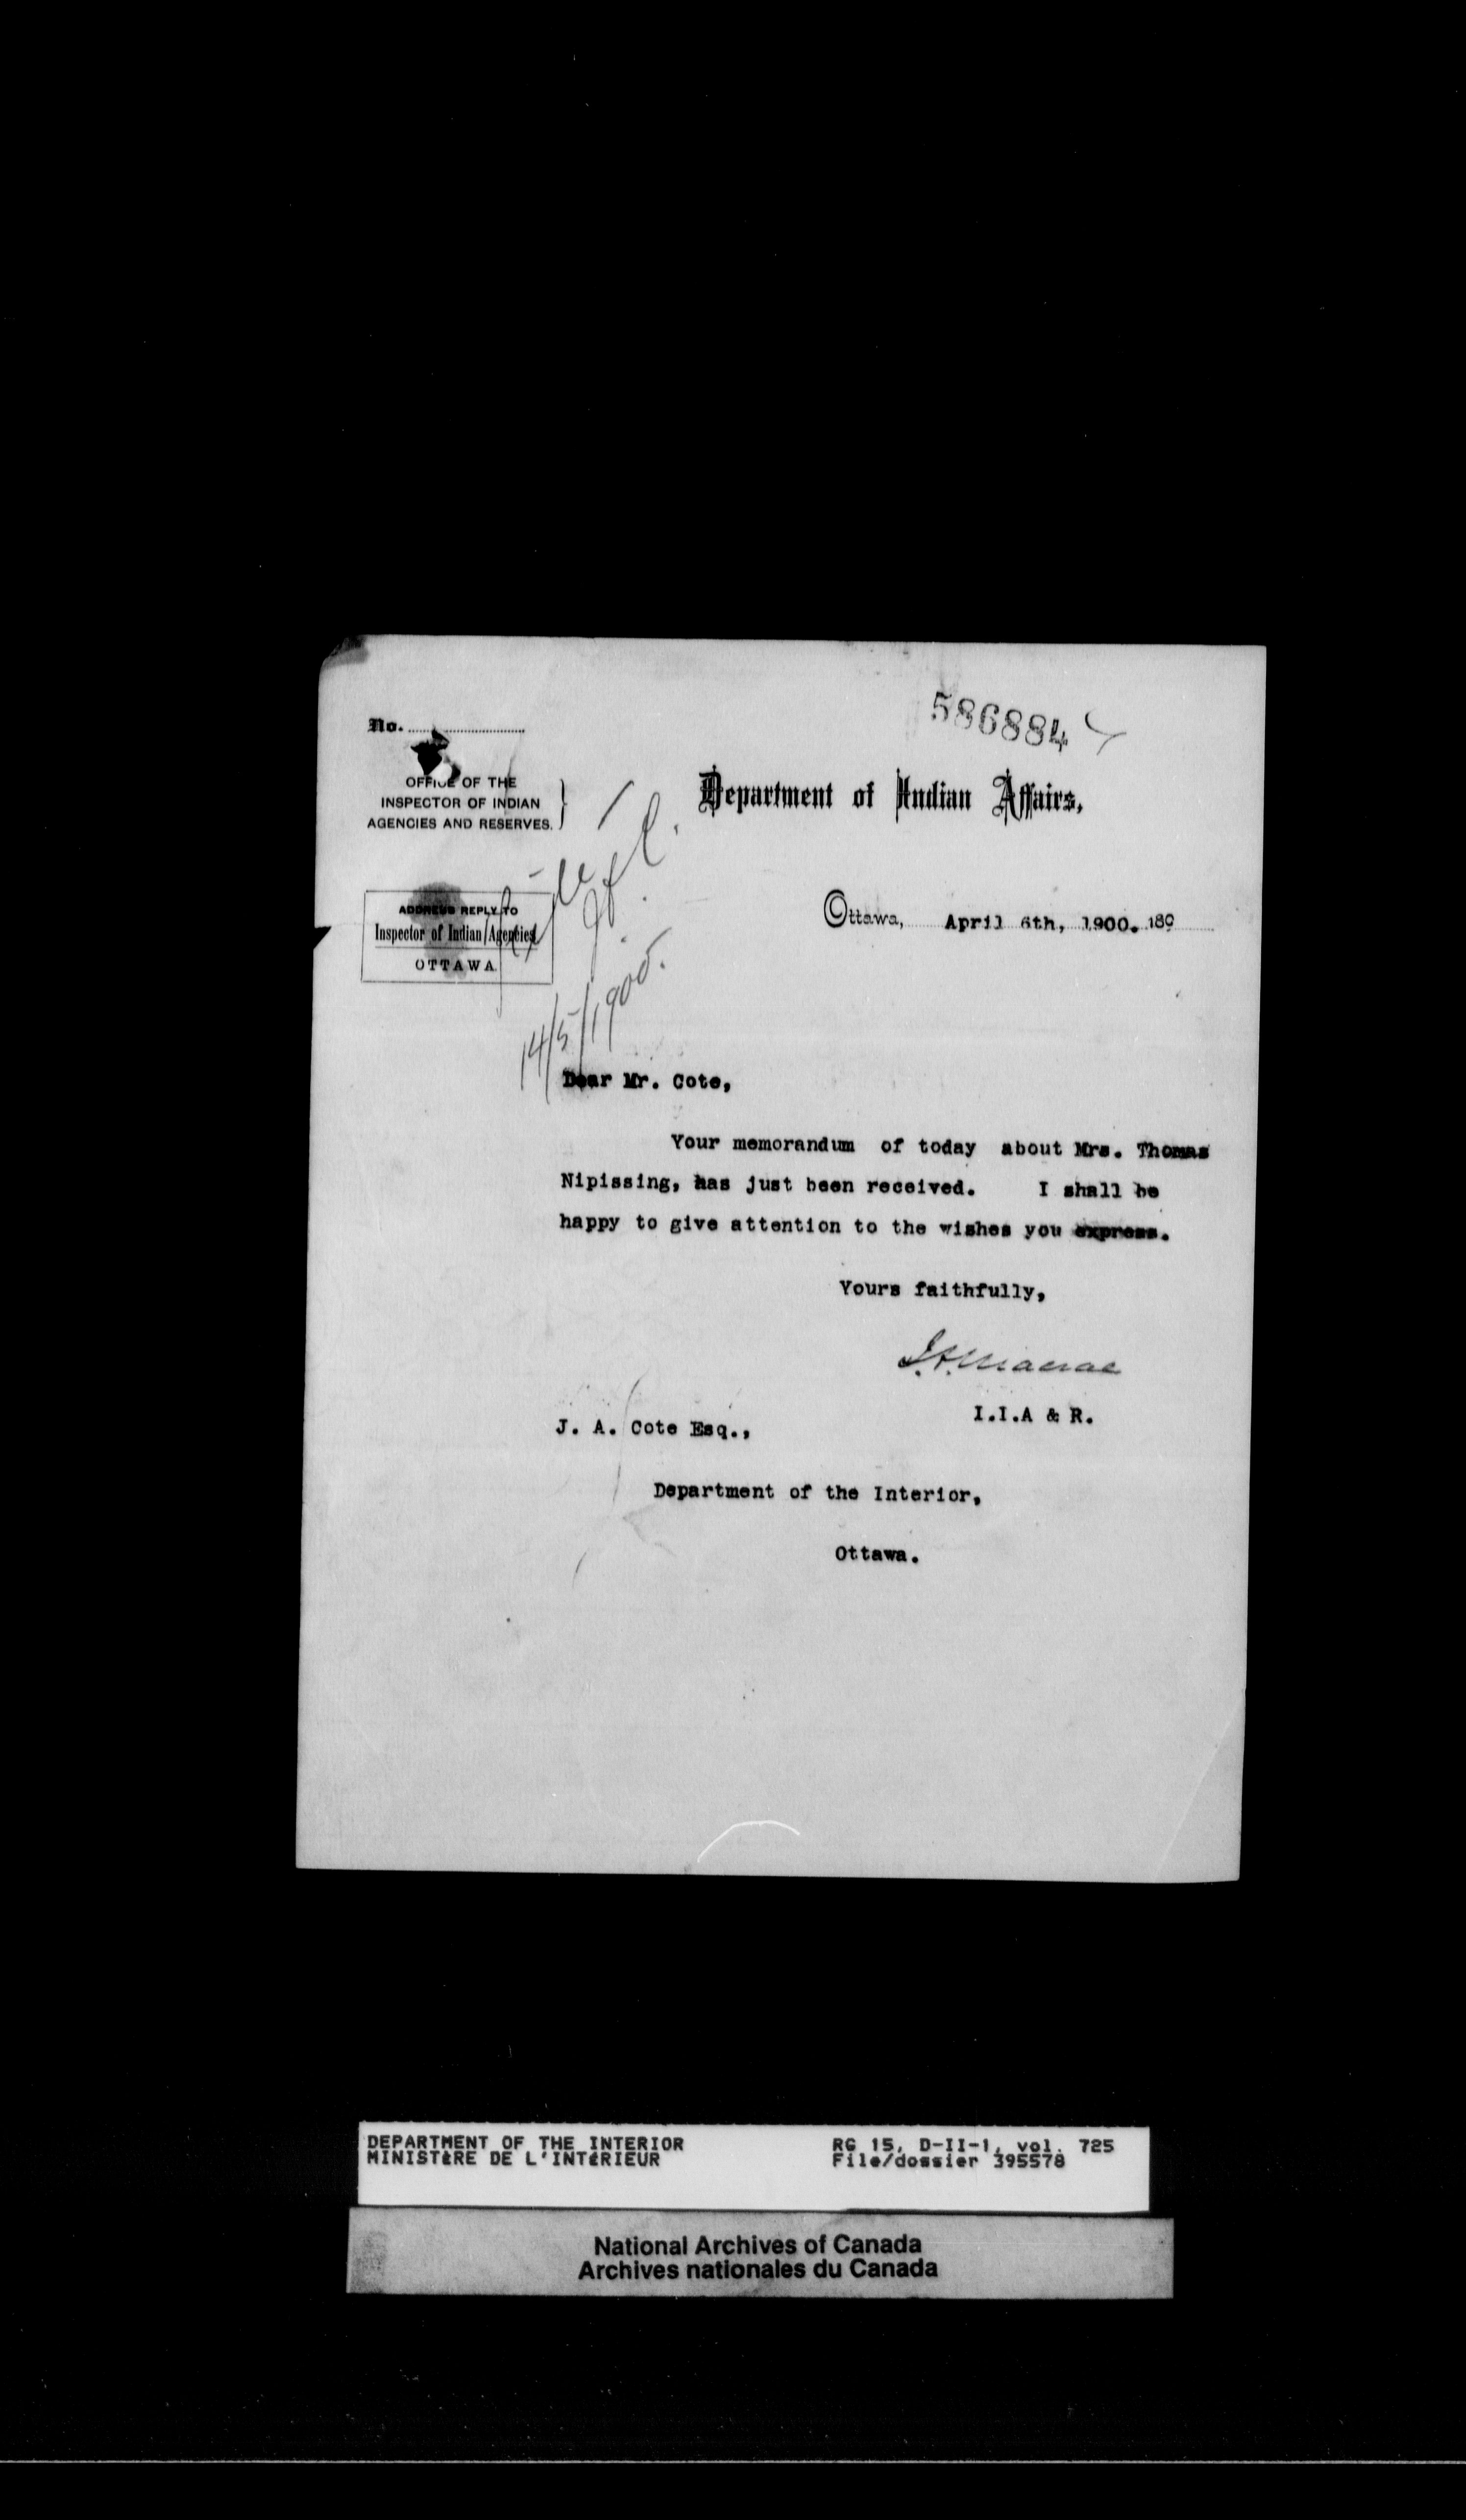 586884
No.
OFFICE OF THE
INSPECTOR OF INDIAN
AGENCIES AND RESERVES.
Department of Indian Affairs,
ADDRESS REPLY TO
Inspector of Indian Agencies
OTTAWA
Ottawa, April 6th, 1900. 189
14/5/1900.
Dear Mr. Cote,
Your memorandum of today about Mrs. Thomas
Nipissing, has just been received. I shall be
happy to give attention to the wishes you express.
Yours faithfully,
J.A. Macrae
I.I.A & R.
J. A. Cote Esq.,
Department of the Interior,
Ottawa.
DEPARTMENT OF THE INTERIOR
MINISTèRE DE L'INTéRIEUR
RG 15, D-II-1, vol. 725
File/dossier 395578
National Archives of Canada
Archives nationales du Canada